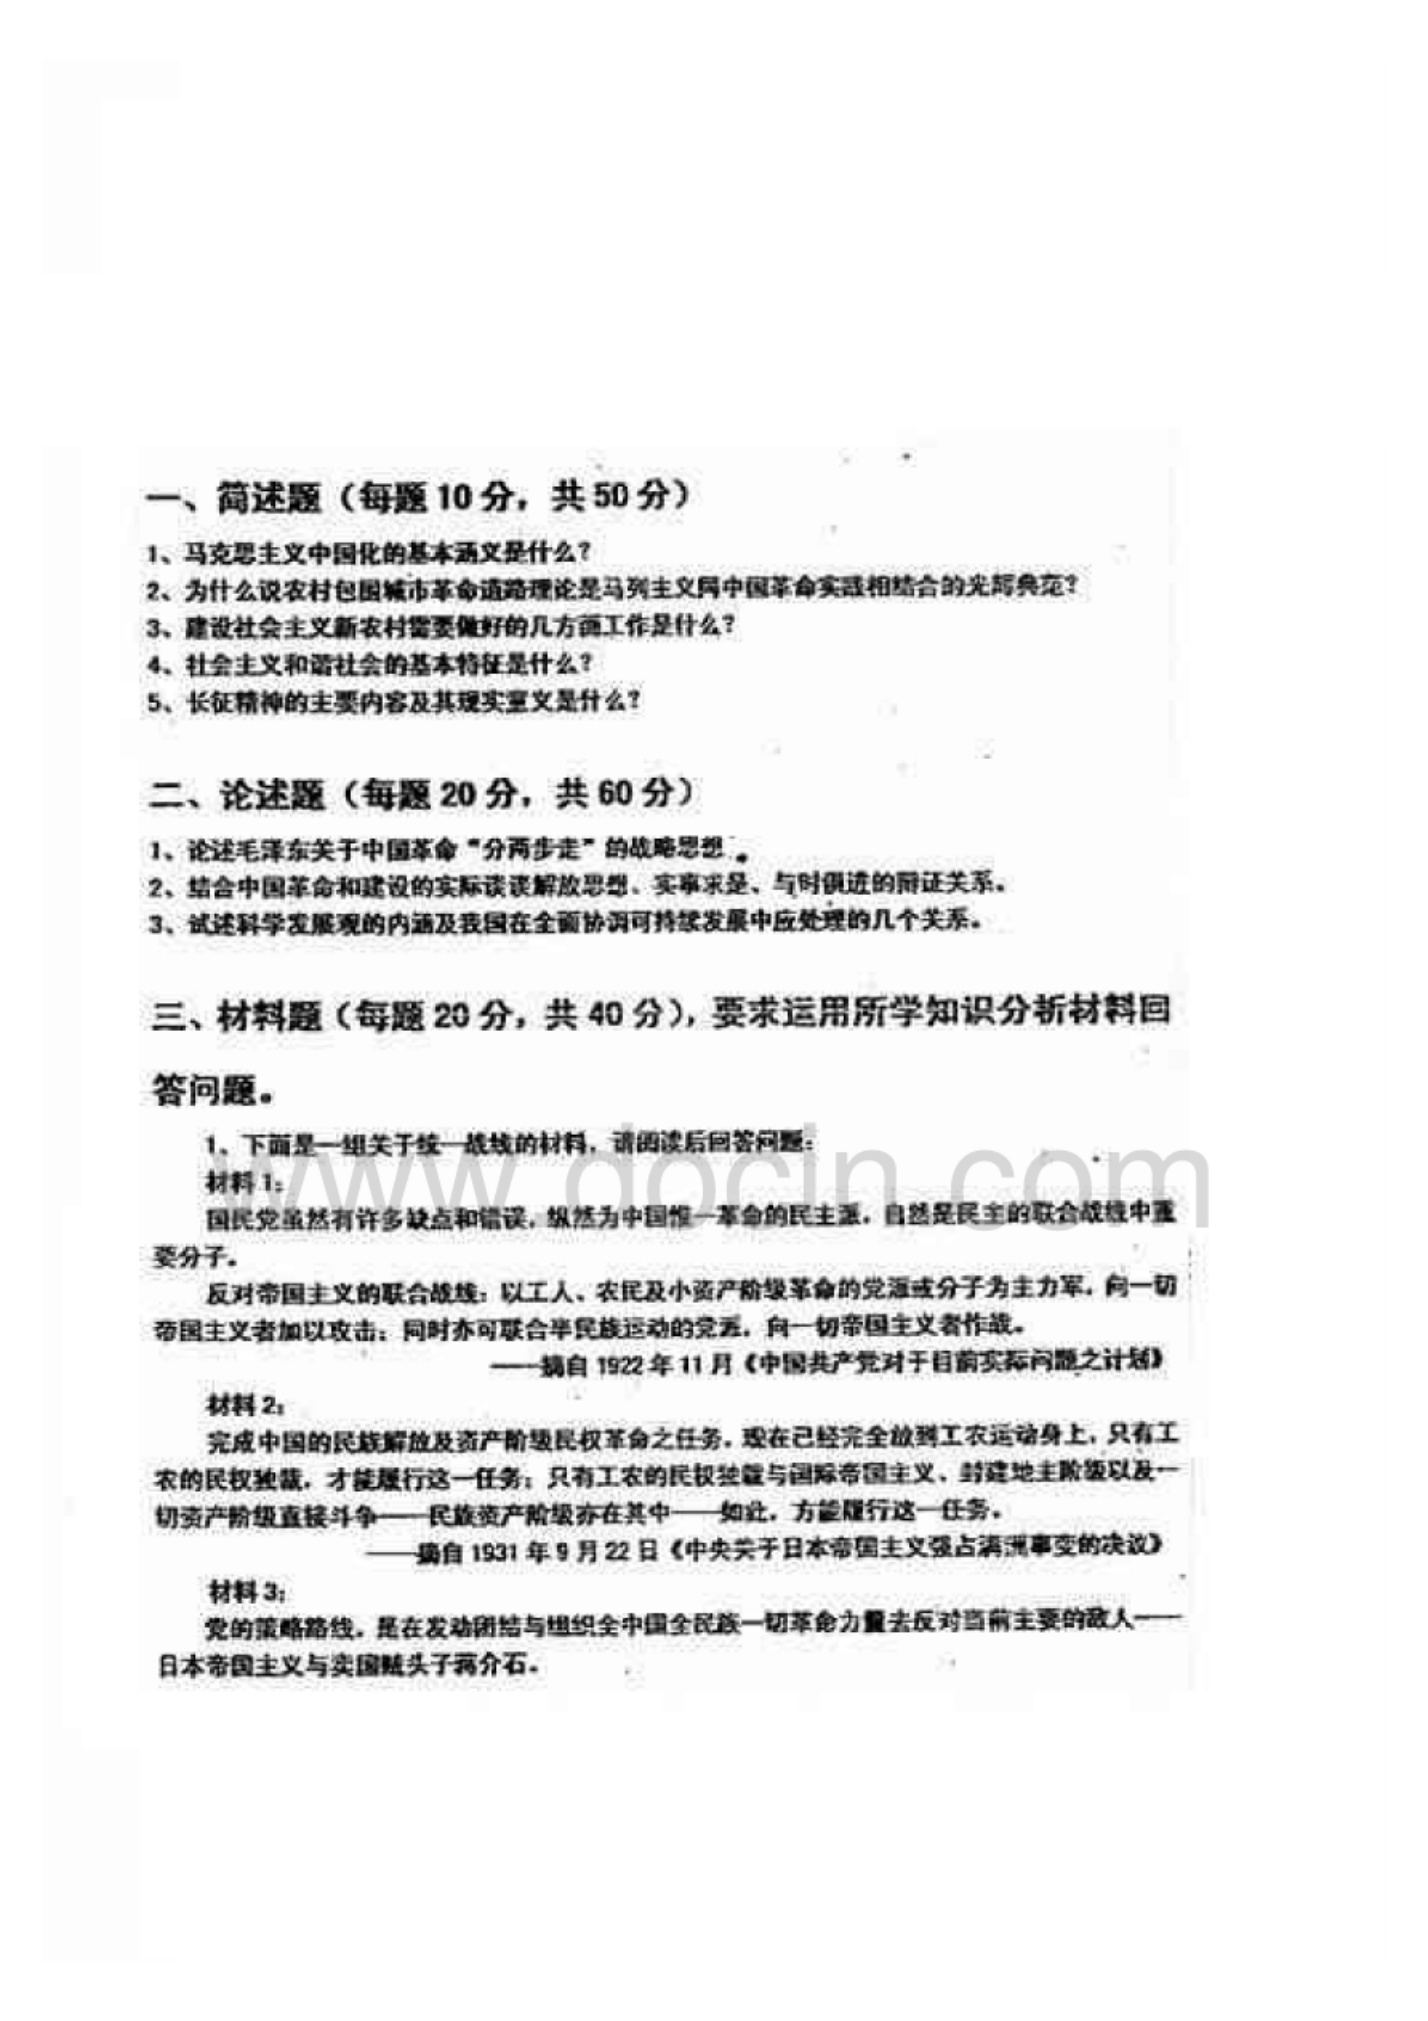 一、简述题（每题 10 分，共 50 分）
1、马克思主义中国化的基本涵义是什么？
2、为什么说农村包围城市革命道路理论是马列主义同中国革命实践相结合的光辉典范？
3、建设社会主义新农村需要做好的几方面工作是什么？
4、社会主义和谐社会的基本特征是什么？
5、长征精神的主要内容及其现实意义是什么？
二、论述题（每题 20 分，共 60 分）
1、论述毛泽东关于中国革命“分两步走”的战略思想。
2、结合中国革命和建设的实际谈谈解放思想、实事求是、与时俱进的辩证关系。
3、试述科学发展观的内涵及我国在全面协调可持续发展中应处理的几个关系。
三、材料题（每题 20 分，共 40 分），要求运用所学知识分析材料回
答问题。
1、下面是一组关于统一战线的材料，请阅读后回答问题：
www.docin.com
材料 1：
国民党虽然有许多缺点和错误，纵然为中国惟一革命的民主派，自然是民主的联合战线中重
要分子。
反对帝国主义的联合战线：以工人、农民及小资产阶级革命的党派或分子为主力军，向一切
帝国主义者加以攻击；同时亦可联合半民族运动的党派，向一切帝国主义者作战。
——摘自 1922 年 11 月《中国共产党对于目前实际问题之计划》
材料 2：
完成中国的民族解放及资产阶级民权革命之任务，现在已经完全放到工农运动身上，只有工
农的民权独裁，才能履行这一任务；只有工农的民权独裁与国际帝国主义、封建地主阶级以及一
切资产阶级直接斗争——民族资产阶级亦在其中——如此，方能履行这一任务。
——摘自 1931 年 9 月 22 日《中央关于日本帝国主义强占满洲事变的决议》
材料 3：
党的策略路线，是在发动团结与组织全中国全民族一切革命力量去反对当前主要的敌人——
日本帝国主义与卖国贼头子蒋介石。